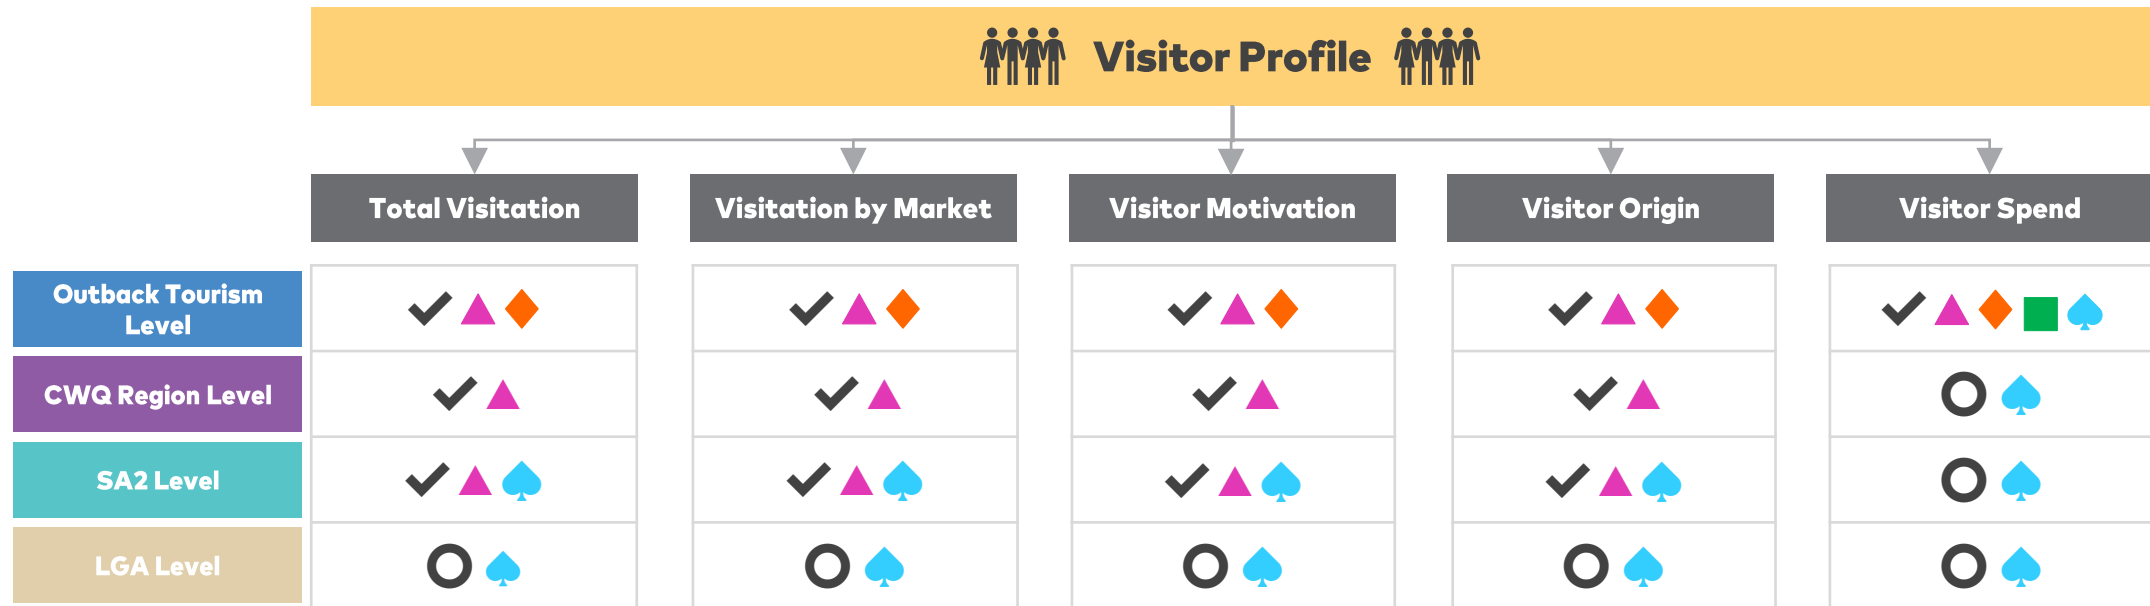 Visitor Profile
Total Visitation
Visitation by Market
Visitor Motivation
Visitor Origin
Visitor Spend
Outback Tourism
Level
CWQ Region Level
SA2 Level
LGA Level